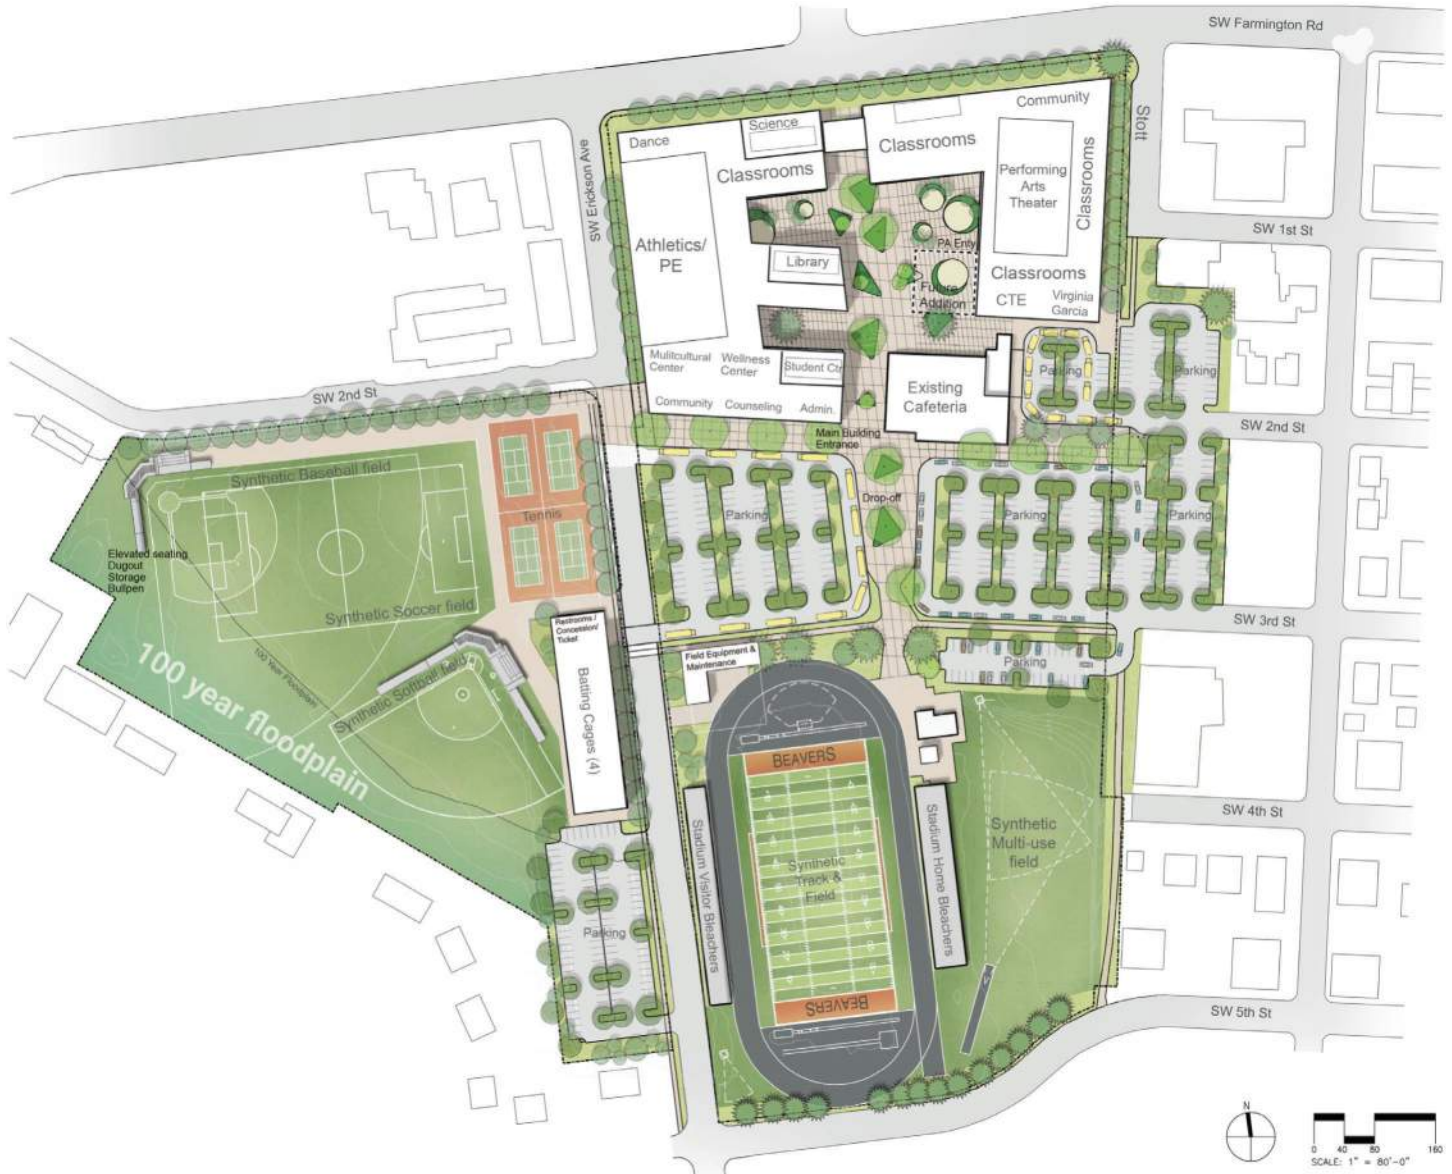 SW Farmington Rd
Community
Stott
Science
Dance
Classrooms
Classrooms
Performing
Arts
Theater
Classrooms
SW Erickson Ave
SW 1st St
Athletics/
PE
PA Enty
Library
Classrooms
Future
Addition
CTE
Virginia
Garcia
Mulitcultural
Center
Wellness
Center
Student Ctr
Parking
Parking
Existing
Cafeteria
SW 2nd St
Community
Counseling
Admin.
SW 2nd St
Main Building
Entrance
Synthetic Baseball field
Drop-off
Tennis
Parking
Parking
Parking
Elevated seating
Dugout
Storage
Bullpen
Synthetic Soccer field
SW 3rd St
Restrooms /
Concession/
Ticket
100 year floodplain
100 Year Floodplain
Synthetic Softball field
Field Equipment &
Maintenance
Parking
Batting Cages (4)
BEAVERS
SW 4th St
Stadium Visitor Bleachers
Stadium Home Bleachers
Synthetic
Multi-use
field
Synthetic
Track &
Field
Parking
BEAVERS
SW 5th St
N
0 40 80 160
SCALE: 1" = 80'-0"